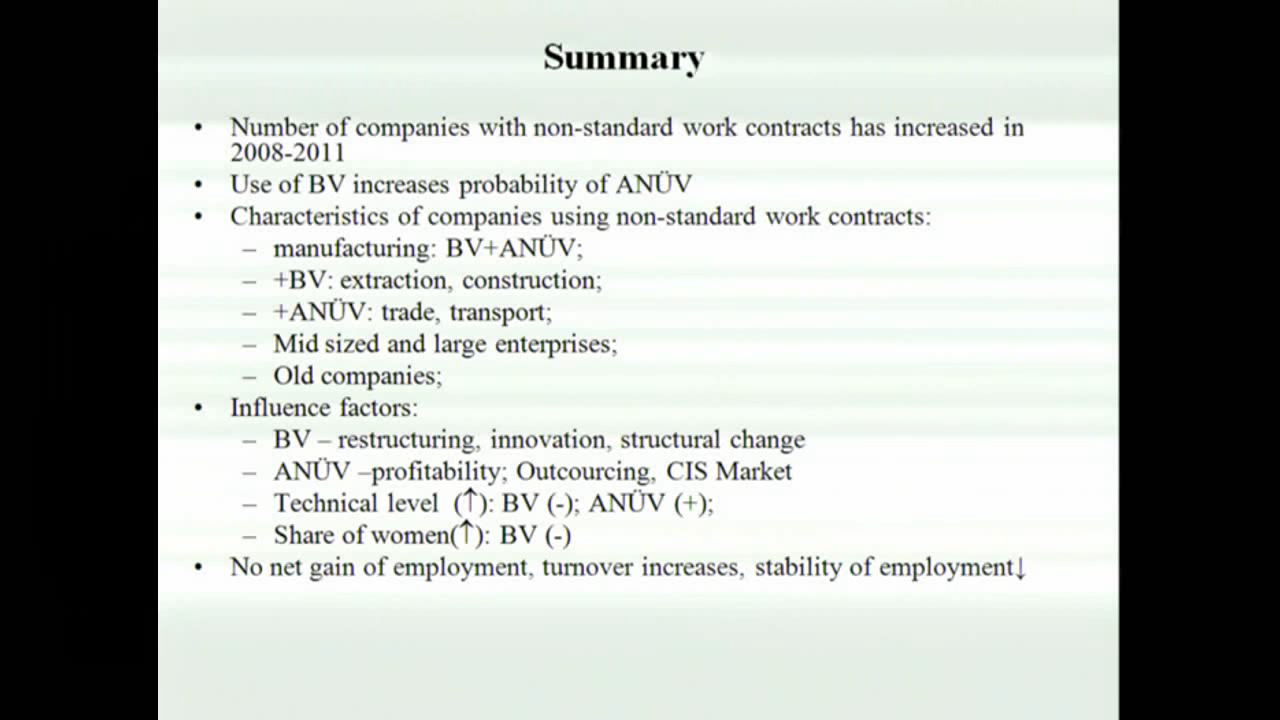 Summary
• Number of companies with non-standard work contracts has increased in
2008-2011
• Use of BV increases probability of ANÜV
• Characteristics of companies using non-standard work contracts:
– manufacturing: BV+ANÜV;
– +BV: extraction, construction;
– +ANÜV: trade, transport;
– Mid sized and large enterprises;
– Old companies;
• Influence factors:
– BV – restructuring, innovation, structural change
– ANÜV –profitability; Outcourcing, CIS Market
– Technical level (↑): BV (-); ANÜV (+);
– Share of women(↑): BV (-)
• No net gain of employment, turnover increases, stability of employment↓